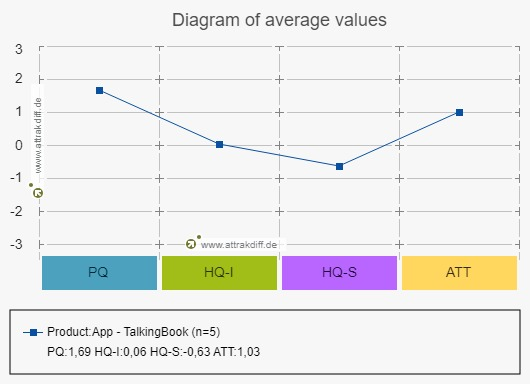 Diagram of average values
3
2
1
0
-1
-2
-3
www.attrakdiff.de
www.attrakdiff.de
PQ
HQ-I
HQ-S
ATT
Product:App - TalkingBook (n=5)
PQ:1,69 HQ-I:0,06 HQ-S:-0,63 ATT:1,03